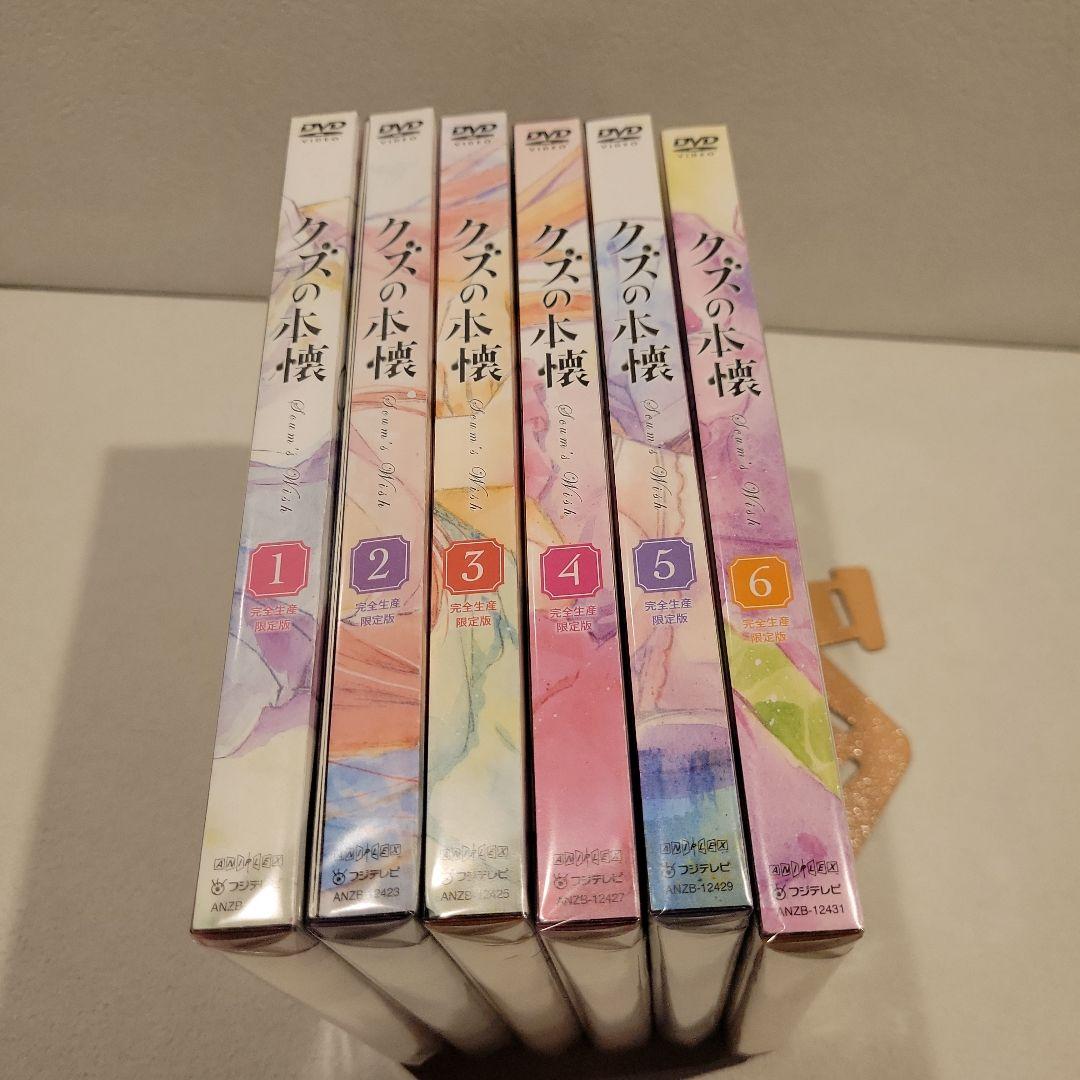 DVD
VIDEO
クズの本懐
Scum's Wish
1
完全生産
限定版
ANIPLEX
フジテレビ
ANZB-
DVD
VIDEO
クズの本懐
Scum's Wish
2
完全生産
限定版
ANIPLEX
フジテレビ
ANZB-12423
DVD
VIDEO
クズの本懐
Scum's Wish
3
完全生産
限定版
ANIPLEX
フジテレビ
ANZB-12425
DVD
VIDEO
クズの本懐
Scum's Wish
4
完全生産
限定版
ANIPLEX
フジテレビ
ANZB-12427
DVD
VIDEO
クズの本懐
Scum's Wish
5
完全生産
限定版
ANIPLEX
フジテレビ
ANZB-12429
DVD
VIDEO
クズの本懐
Scum's Wish
6
完全生産
限定版
ANIPLEX
フジテレビ
ANZB-12431